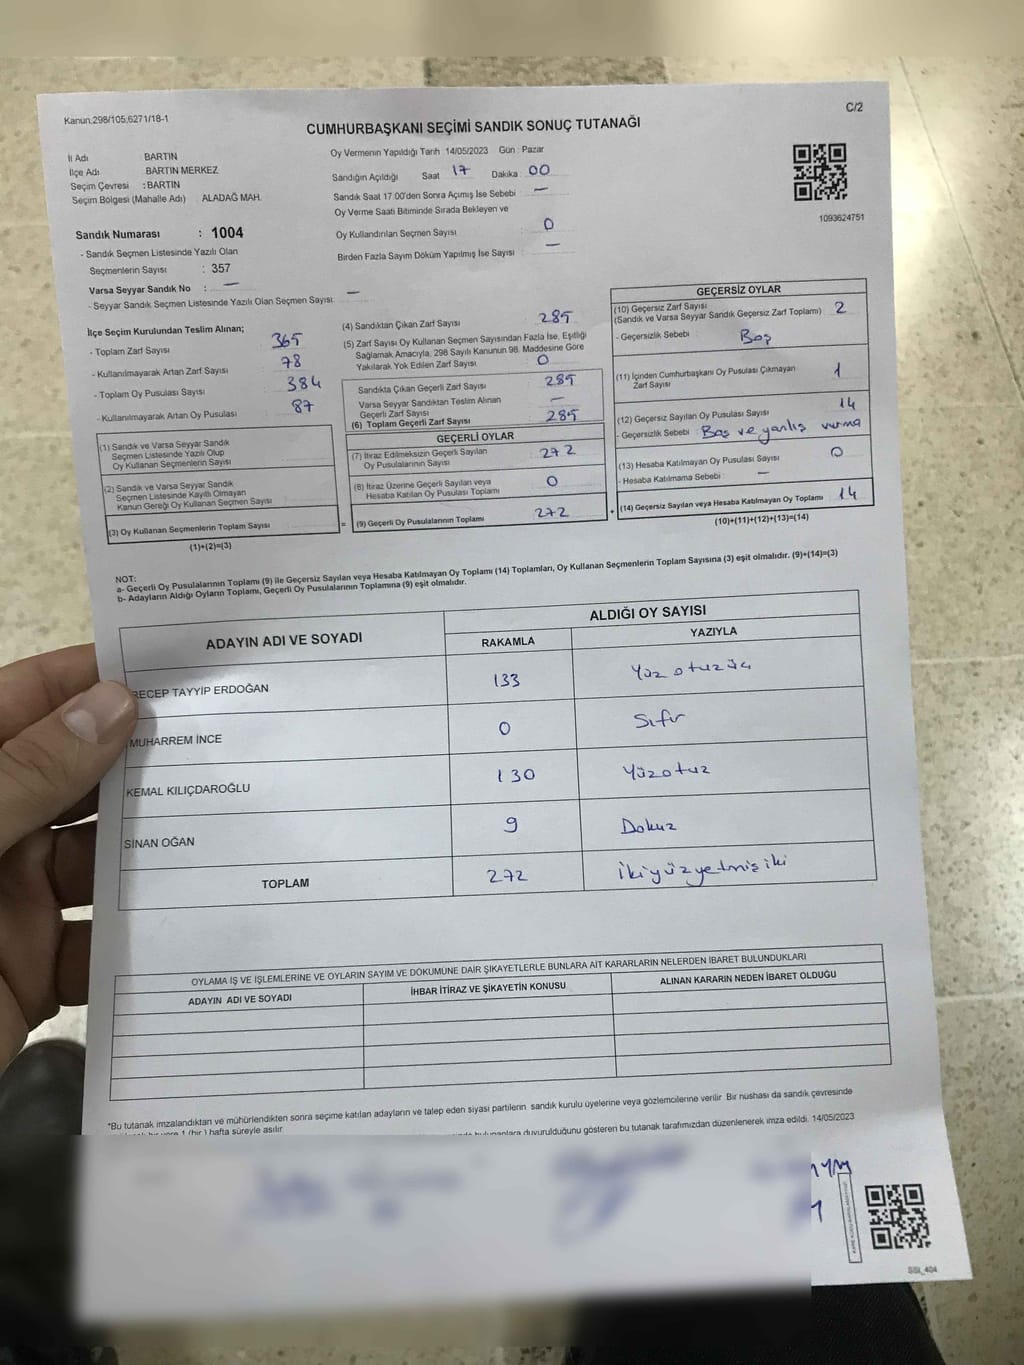 Kanun.298/105;6271/18-1
C/2
CUMHURBAŞKANI SEÇİMİ SANDIK SONUÇ TUTANAĞI
İl Adı BARTIN
İlçe Adı BARTIN MERKEZ
Seçim Çevresi : BARTIN
Seçim Bölgesi (Mahalle Adı) ALADAĞ MAH.
Sandık Numarası : 1004
- Sandık Seçmen Listesinde Yazılı Olan
Seçmenlerin Sayısı : 357
Varsa Seyyar Sandık No : —
- Seyyar Sandık Seçmen Listesinde Yazılı Olan Seçmen Sayısı: —
Oy Vermenin Yapıldığı Tarih : 14/05/2023 Gün : Pazar
Sandığın Açıldığı Saat 17 Dakika 00
Sandık Saat 17.00'den Sonra Açımış İse Sebebi : —
Oy Verme Saati Bitiminde Sırada Bekleyen ve
Oy Kullandırılan Seçmen Sayısı : 0
Birden Fazla Sayım Döküm Yapılmış İse Sayısı : —
1093624751
İlçe Seçim Kurulundan Teslim Alınan;
- Toplam Zarf Sayısı 365
- Kullanılmayarak Artan Zarf Sayısı 78
- Toplam Oy Pusulası Sayısı 384
- Kullanılmayarak Artan Oy Pusulası 87
(1) Sandık ve Varsa Seyyar Sandık
Seçmen Listesinde Yazılı Olup
Oy Kullanan Seçmenlerin Sayısı
(2) Sandık ve Varsa Seyyar Sandık
Seçmen Listesinde Kayıtlı Olmayan
Kanun Gereği Oy Kullanan Seçmen Sayısı
(3) Oy Kullanan Seçmenlerin Toplam Sayısı
(1)+(2)=(3)
(4) Sandıktan Çıkan Zarf Sayısı 285
(5) Zarf Sayısı Oy Kullanan Seçmen Sayısından Fazla İse, Eşitliği
Sağlamak Amacıyla, 298 Sayılı Kanunun 98. Maddesine Göre
Yakılarak Yok Edilen Zarf Sayısı : 0
Sandıkta Çıkan Geçerli Zarf Sayısı 285
Varsa Seyyar Sandıktan Teslim Alınan
Geçerli Zarf Sayısı —
(6) Toplam Geçerli Zarf Sayısı 285
GEÇERLİ OYLAR
(7) İtiraz Edilmeksizin Geçerli Sayılan
Oy Pusulalarının Sayısı 272
(8) İtiraz Üzerine Geçerli Sayılan veya
Hesaba Katılan Oy Pusulası Toplamı 0
= (9) Geçerli Oy Pusulalarının Toplamı 272
GEÇERSİZ OYLAR
(10) Geçersiz Zarf Sayısı
(Sandık ve Varsa Seyyar Sandık Geçersiz Zarf Toplamı) 2
- Geçersizlik Sebebi : Boş
(11) İçinden Cumhurbaşkanı Oy Pusulası Çıkmayan
Zarf Sayısı 1
(12) Geçersiz Sayılan Oy Pusulası Sayısı 14
- Geçersizlik Sebebi : Boş ve yanlış vurma
(13) Hesaba Katılmayan Oy Pusulası Sayısı 0
- Hesaba Katılmama Sebebi : —
+ (14) Geçersiz Sayılan veya Hesaba Katılmayan Oy Toplamı 14
(10)+(11)+(12)+(13)=(14)
NOT:
a- Geçerli Oy Pusulalarının Toplamı (9) ile Geçersiz Sayılan veya Hesaba Katılmayan Oy Toplamı (14) Toplamları, Oy Kullanan Seçmenlerin Toplam Sayısına (3) eşit olmalıdır. (9)+(14)=(3)
b- Adayların Aldığı Oyların Toplamı, Geçerli Oy Pusulalarının Toplamına (9) eşit olmalıdır.
ADAYIN ADI VE SOYADI
ALDIĞI OY SAYISI
RAKAMLA YAZIYLA
RECEP TAYYİP ERDOĞAN 133 Yüz otuzüç
MUHARREM İNCE 0 Sıfır
KEMAL KILIÇDAROĞLU 130 Yüzotuz
SİNAN OĞAN 9 Dokuz
TOPLAM 272 İkiyüzyetmişiki
OYLAMA İŞ VE İŞLEMLERİNE VE OYLARIN SAYIM VE DÖKÜMÜNE DAİR ŞİKAYETLERLE BUNLARA AİT KARARLARIN NELERDEN İBARET BULUNDUKLARI
ADAYIN ADI VE SOYADI İHBAR İTİRAZ VE ŞİKAYETİN KONUSU ALINAN KARARIN NEDEN İBARET OLDUĞU
*Bu tutanak imzalandıktan ve mühürlendikten sonra seçime katılan adayların ve talep eden siyasi partilerin sandık kurulu üyelerine veya gözlemcilerine verilir. Bir nushası da sandık çevresinde
1 (bir) hafta süreyle asılır.
bulunanlara duyurulduğunu gösteren bu tutanak tarafımızdan düzenlenerek imza edildi. 14/05/2023
SSI_404